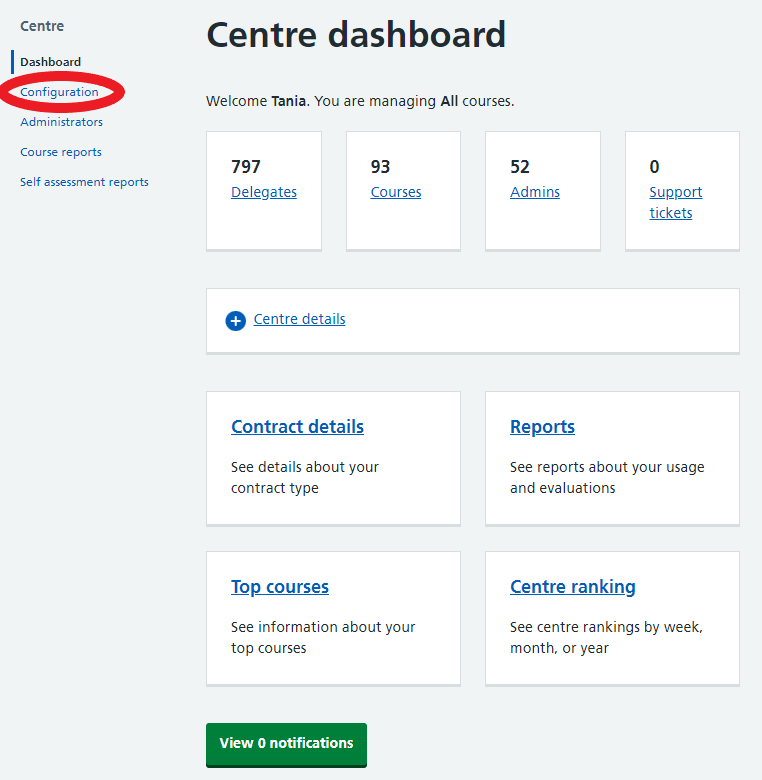 Centre
Dashboard
Configuration
Administrators
Course reports
Self assessment reports
Centre dashboard
Welcome Tania. You are managing All courses.
797
Delegates
93
Courses
52
Admins
0
Support
tickets
Centre details
Contract details
See details about your
contract type
Reports
See reports about your usage
and evaluations
Top courses
See information about your
top courses
Centre ranking
See centre rankings by week,
month, or year
View 0 notifications